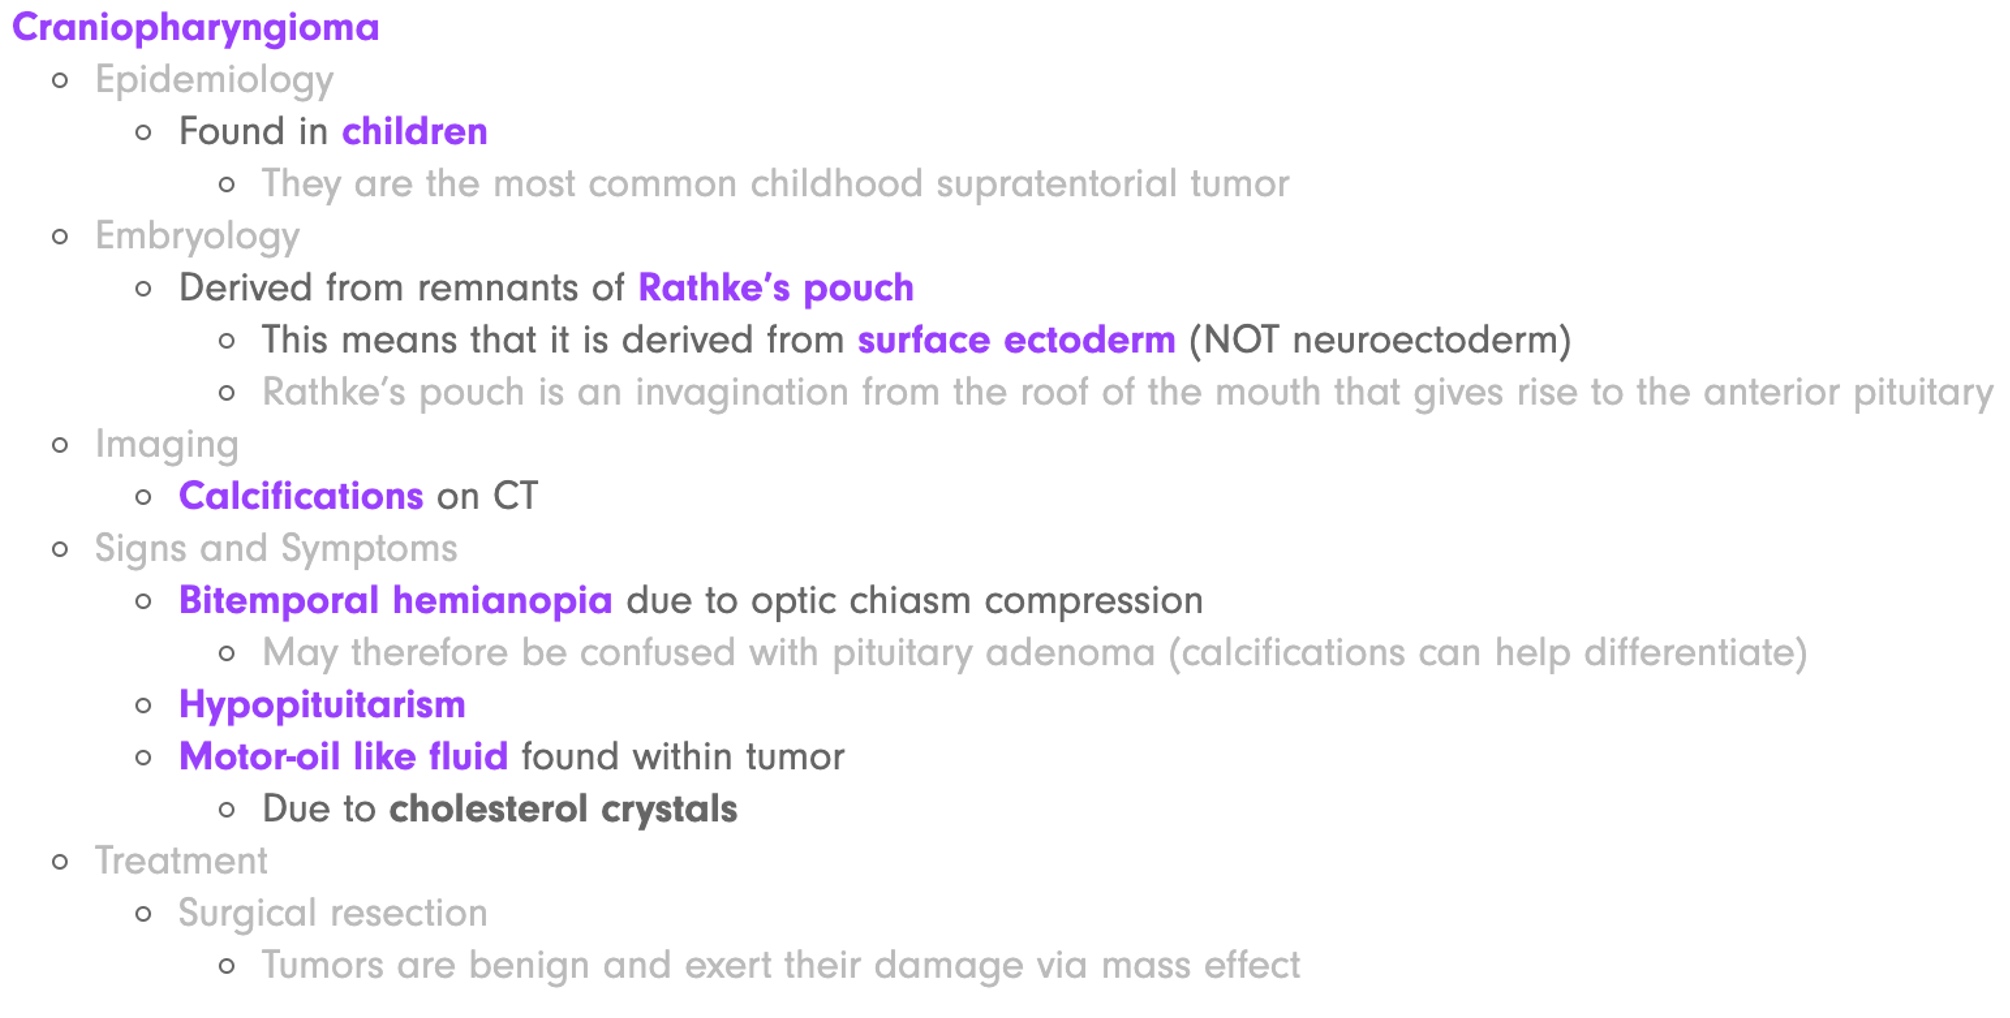 Craniopharyngioma
Epidemiology
Found in children
They are the most common childhood supratentorial tumor
Embryology
Derived from remnants of Rathke’s pouch
This means that it is derived from surface ectoderm (NOT neuroectoderm)
Rathke’s pouch is an invagination from the roof of the mouth that gives rise to the anterior pituitary
Imaging
Calcifications on CT
Signs and Symptoms
Bitemporal hemianopia due to optic chiasm compression
May therefore be confused with pituitary adenoma (calcifications can help differentiate)
Hypopituitarism
Motor-oil like fluid found within tumor
Due to cholesterol crystals
Treatment
Surgical resection
Tumors are benign and exert their damage via mass effect